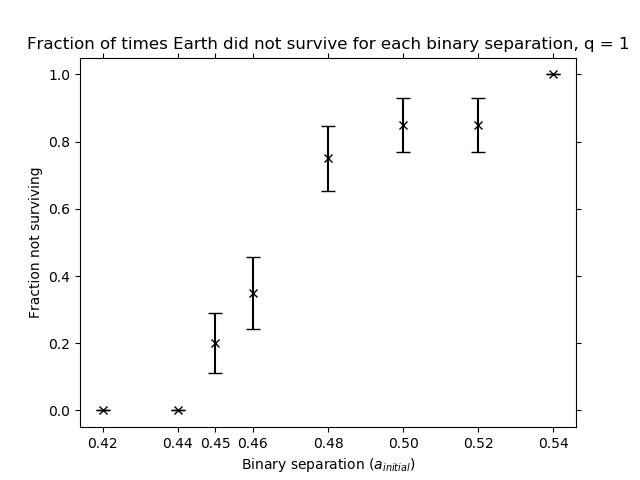 Fraction of times Earth did not survive for each binary separation, q = 1
1.0
0.8
0.6
0.4
0.2
0.0
Fraction not surviving
0.42 0.44 0.45 0.46 0.48 0.50 0.52 0.54
Binary separation (a_initial)